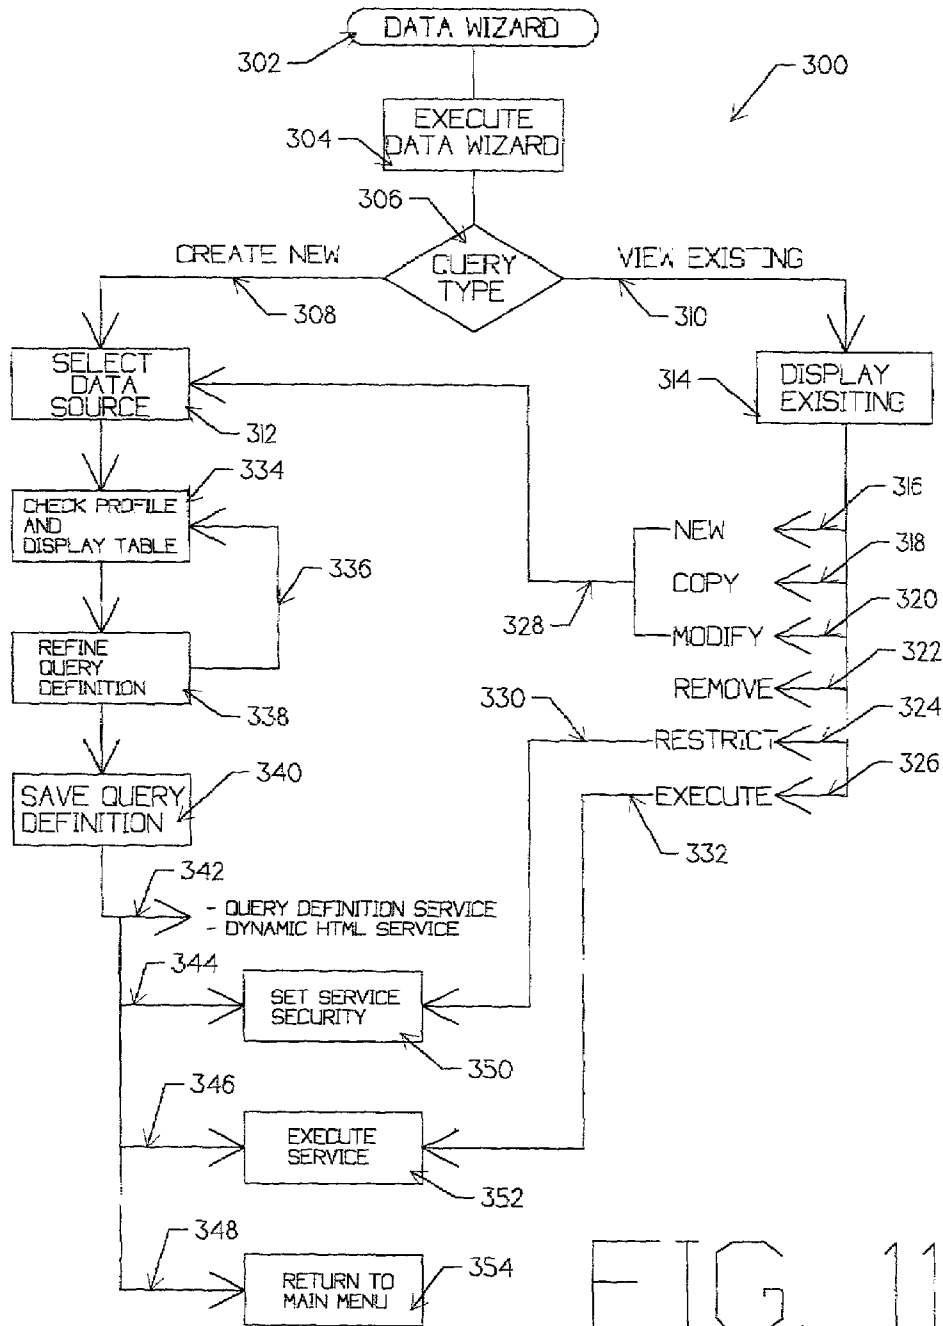 DATA WIZARD
302
300
EXECUTE
DATA WIZARD
304
306
CREATE NEW
QUERY
TYPE
VIEW EXISTING
308
310
SELECT
DATA
SOURCE
312
314
DISPLAY
EXISITING
334
CHECK PROFILE
AND
DISPLAY TABLE
336
316
NEW
318
COPY
328
320
MODIFY
REFINE
QUERY
DEFINITION
338
322
REMOVE
330
324
RESTRICT
326
EXECUTE
332
340
SAVE QUERY
DEFINITION
342
- QUERY DEFINITION SERVICE
- DYNAMIC HTML SERVICE
344
SET SERVICE
SECURITY
350
346
EXECUTE
SERVICE
352
348
RETURN TO
MAIN MENU
354
FIG. 11